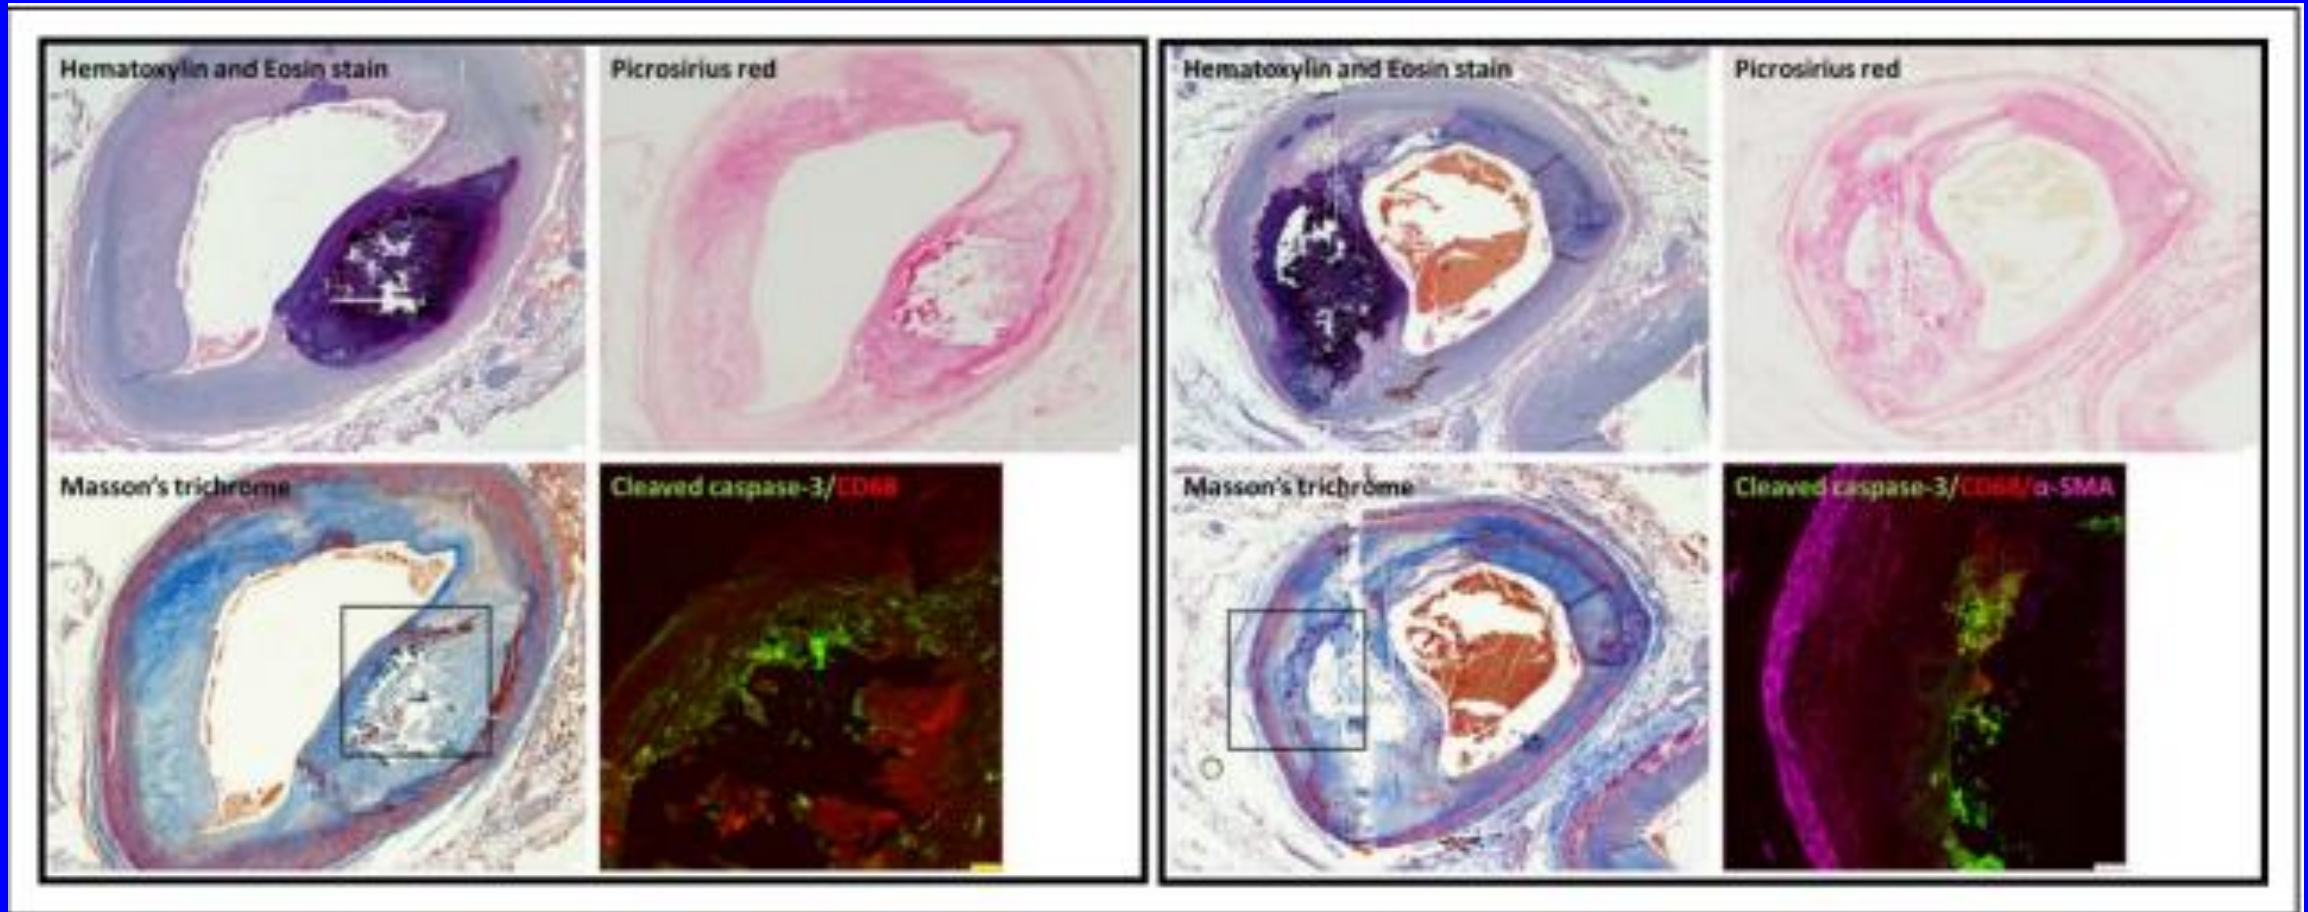 Hematoxylin and Eosin stain
Picrosirius red
Masson's trichrome
Cleaved caspase-3/CD68
Hematoxylin and Eosin stain
Picrosirius red
Masson's trichrome
Cleaved caspase-3/CD68/α-SMA